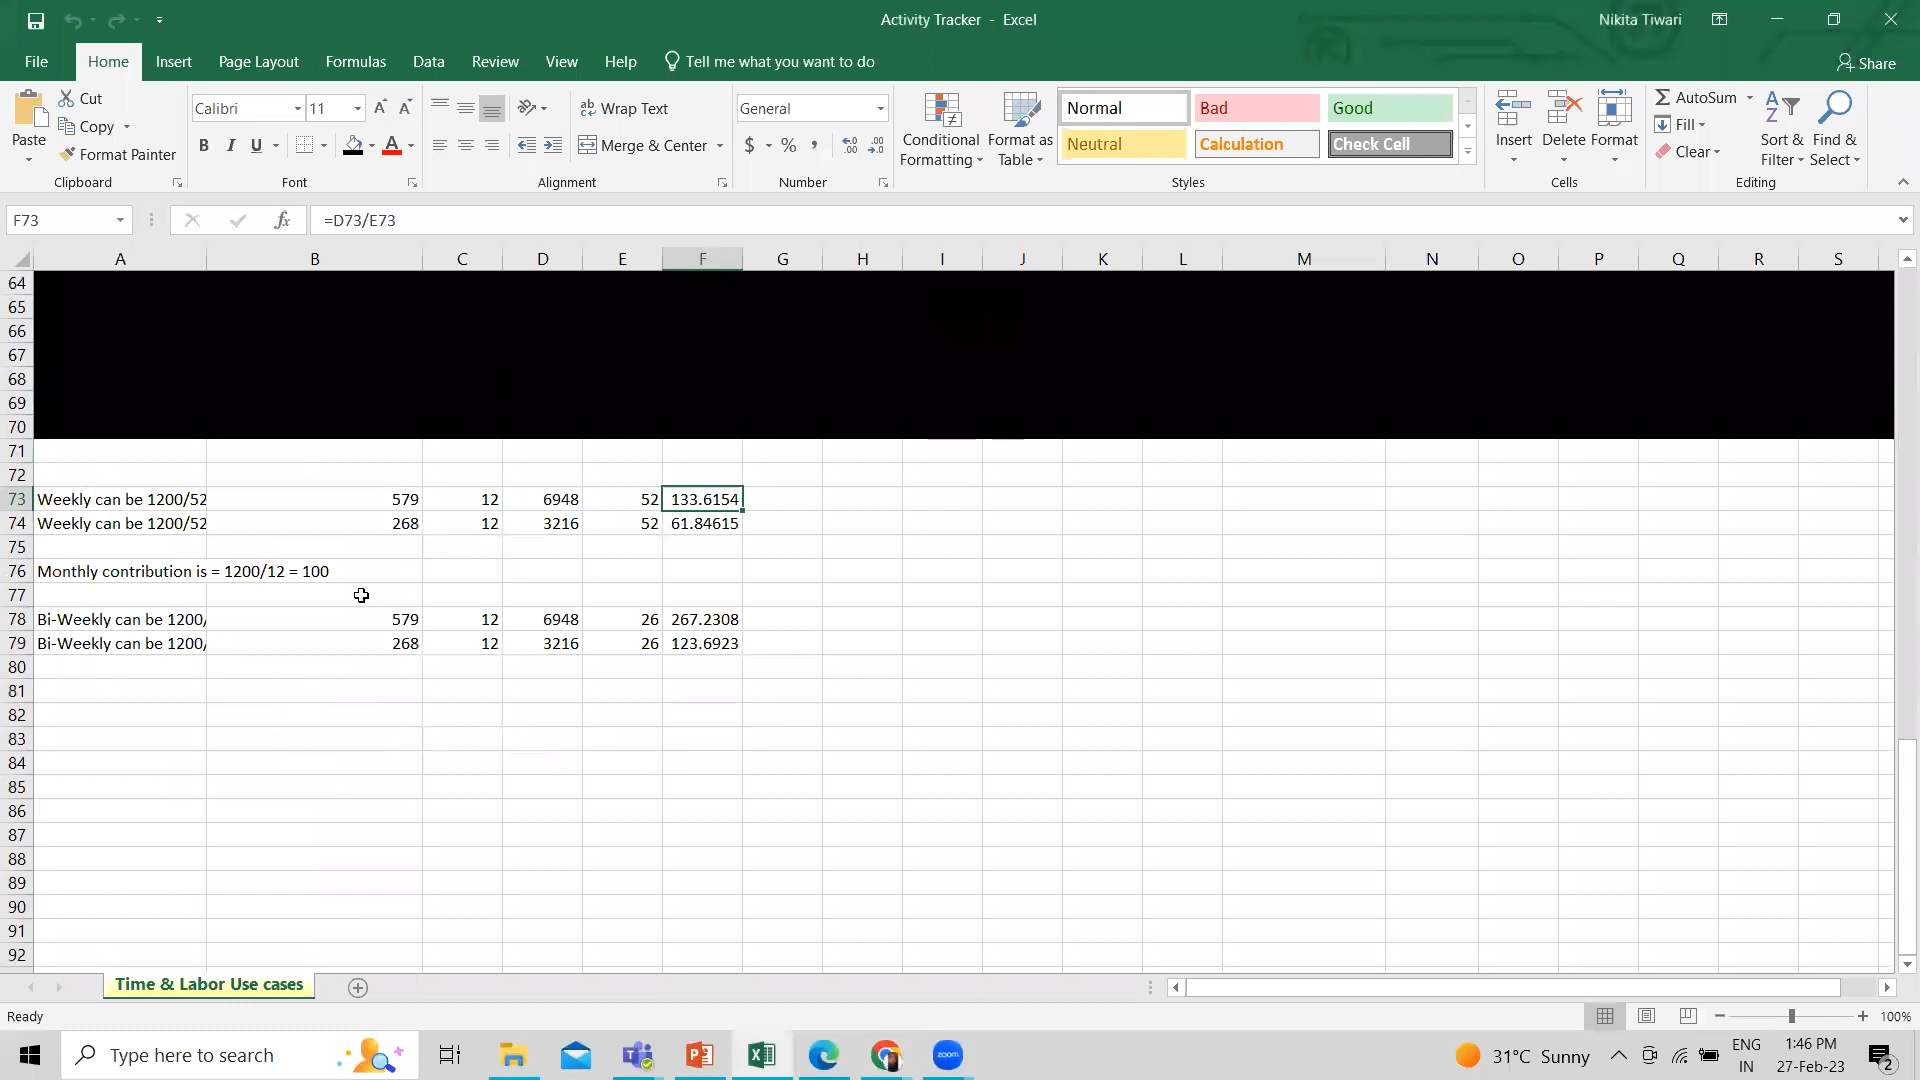 Activity Tracker - Excel
Nikita Tiwari
File Home Insert Page Layout Formulas Data Review View Help Tell me what you want to do Share
Paste
Cut
Copy
Format Painter
Clipboard
Calibri 11
B I U
Font
Wrap Text
Merge & Center
Alignment
General
$ % ,
Number
Conditional Formatting
Format as Table
Normal Bad Good
Neutral Calculation Check Cell
Styles
Insert Delete Format
Cells
AutoSum
Fill
Clear
Sort & Filter
Find & Select
Editing
F73 fx =D73/E73
A B C D E F G H I J K L M N O P Q R S
64
65
66
67
68
69
70
71
72
73 Weekly can be 1200/52 579 12 6948 52 133.6154
74 Weekly can be 1200/52 268 12 3216 52 61.84615
75
76 Monthly contribution is = 1200/12 = 100
77
78 Bi-Weekly can be 1200/ 579 12 6948 26 267.2308
79 Bi-Weekly can be 1200/ 268 12 3216 26 123.6923
80
81
82
83
84
85
86
87
88
89
90
91
92
Time & Labor Use cases
Ready
100%
Type here to search
zoom
31°C Sunny
ENG
IN
1:46 PM
27-Feb-23
2